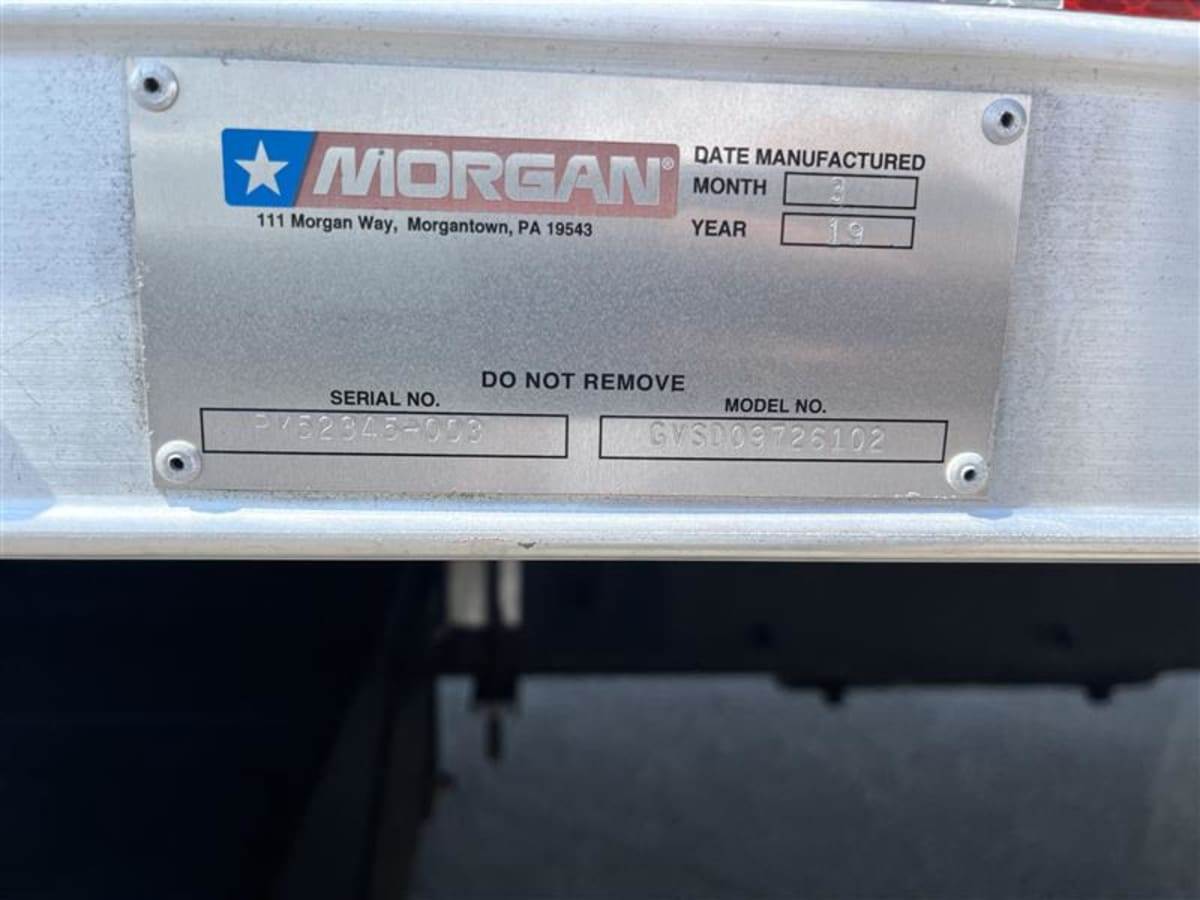 MORGAN®
111 Morgan Way, Morgantown, PA 19543
DATE MANUFACTURED
MONTH 3
YEAR 19
DO NOT REMOVE
SERIAL NO.
MODEL NO.
GVSD09726102